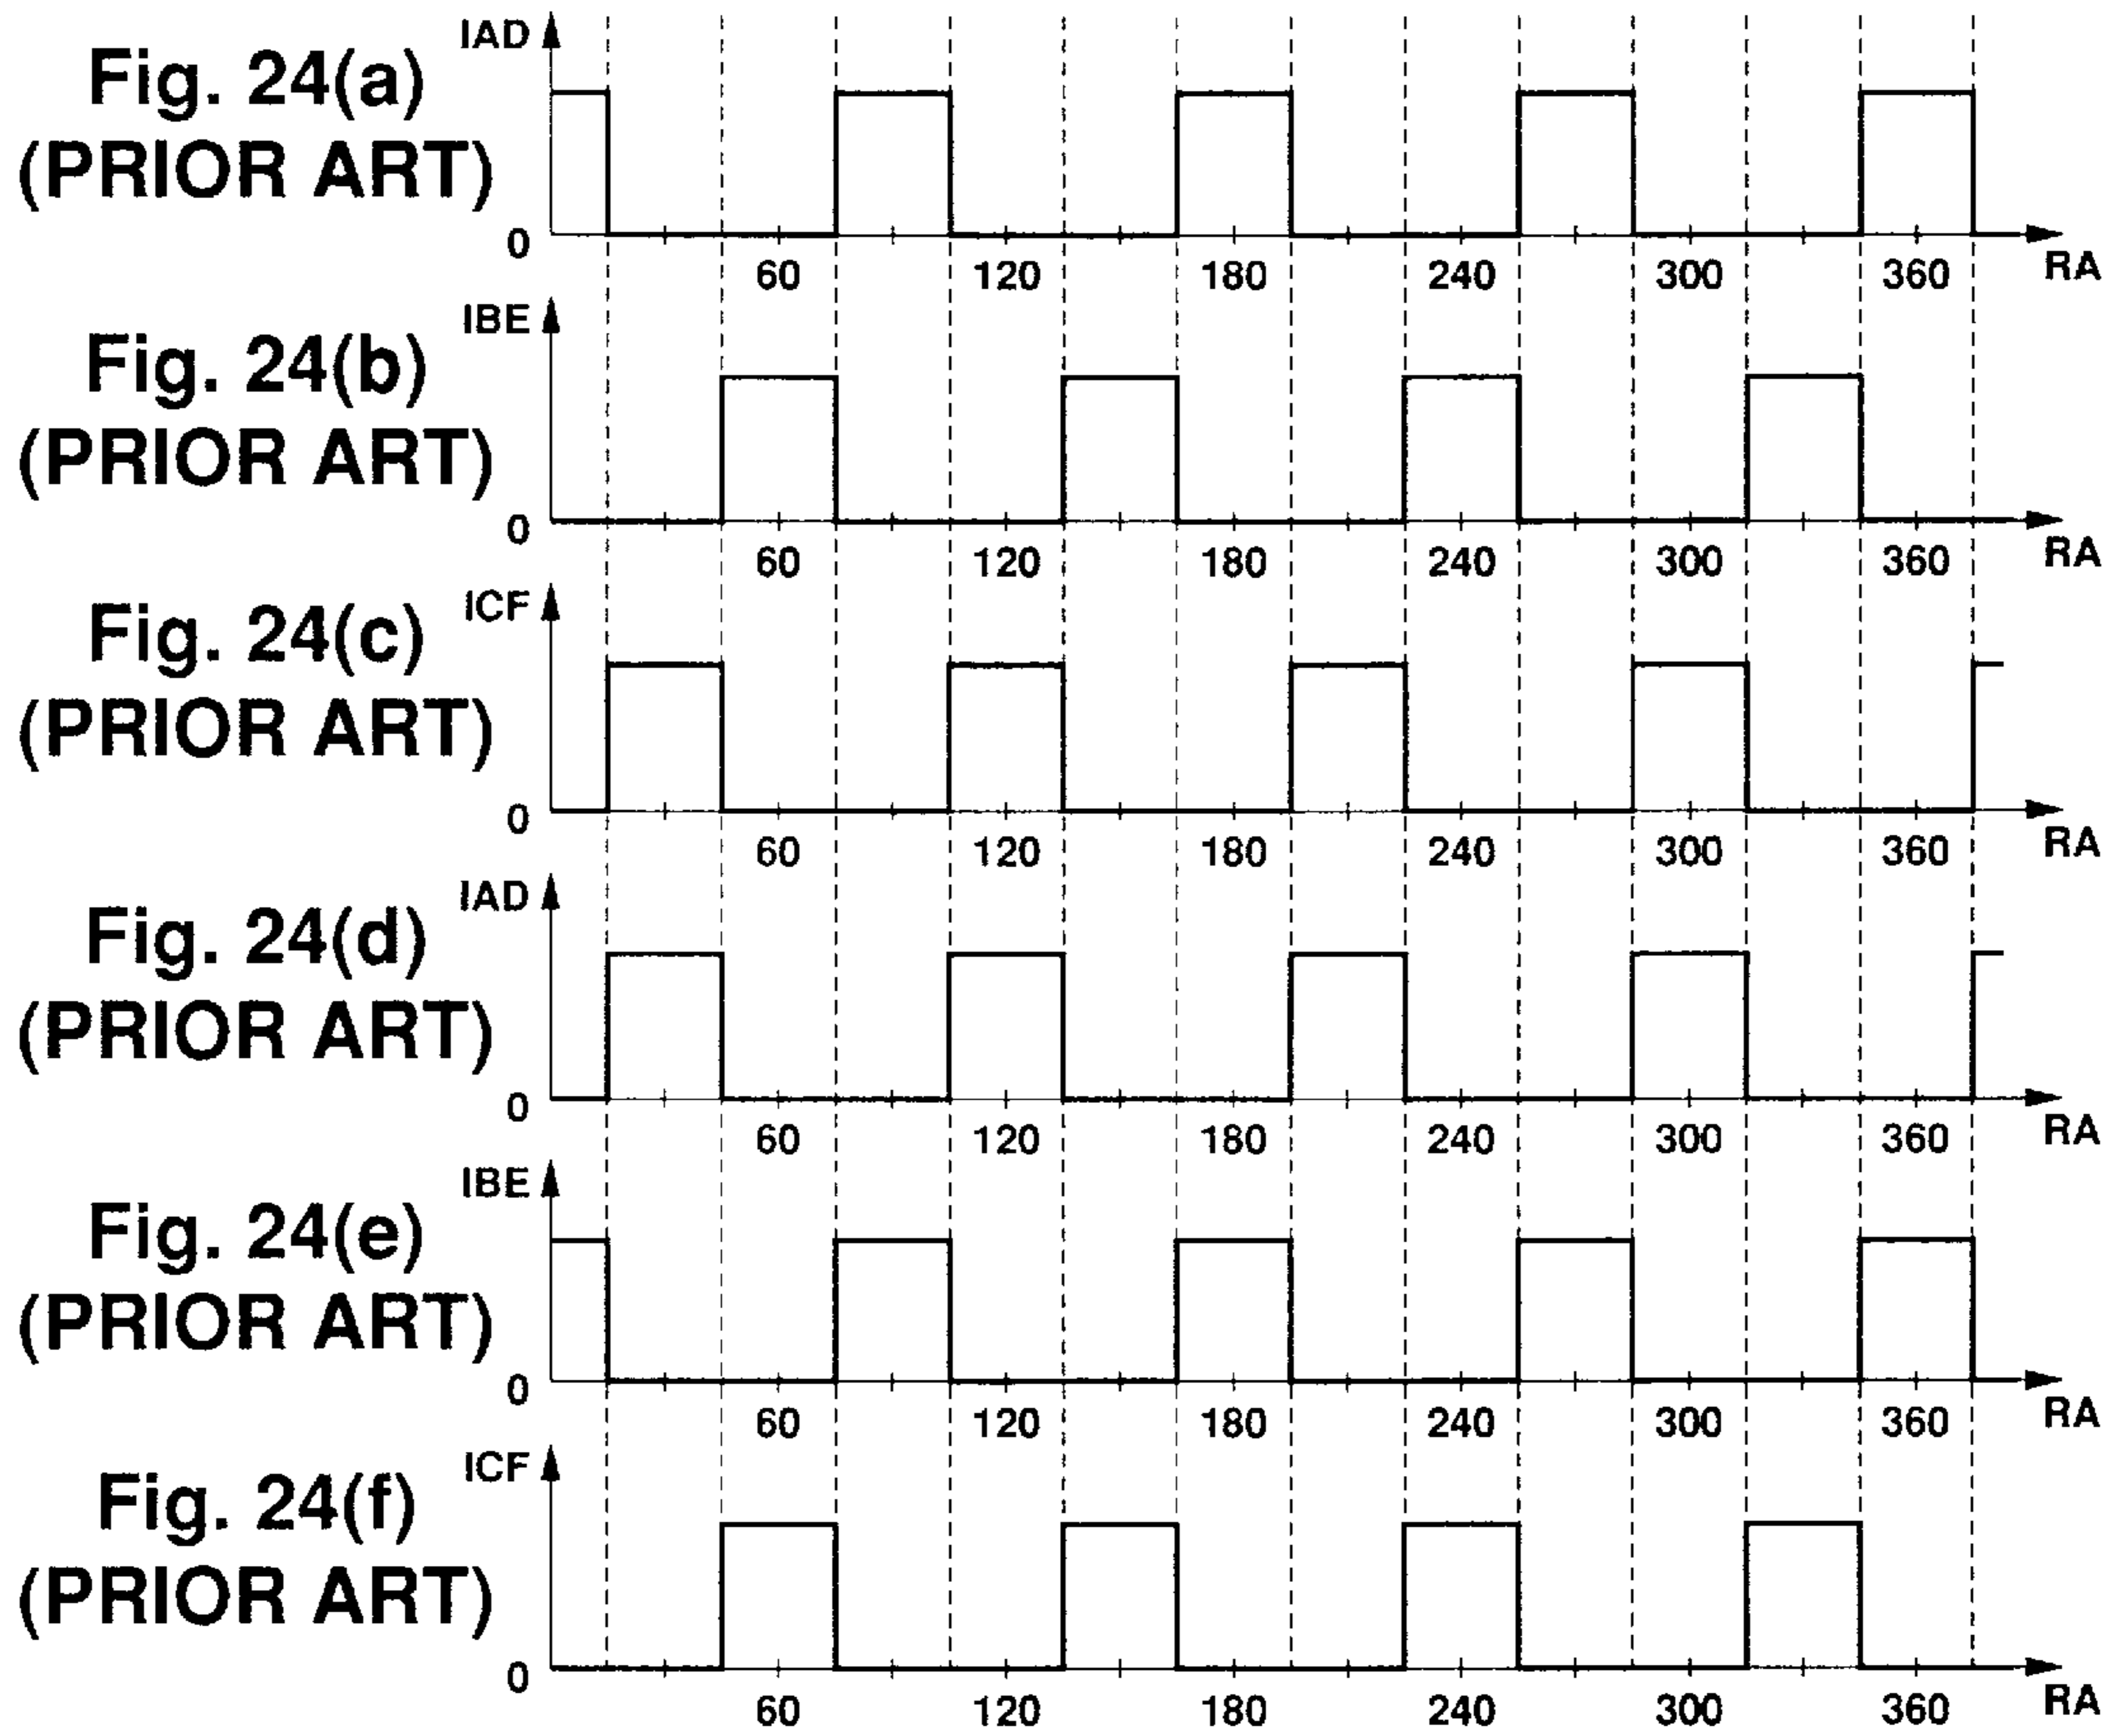 IAD
Fig. 24(a)
(PRIOR ART)
0
60 120 180 240 300 360 RA
IBE
Fig. 24(b)
(PRIOR ART)
0
60 120 180 240 300 360 RA
ICF
Fig. 24(c)
(PRIOR ART)
0
60 120 180 240 300 360 RA
IAD
Fig. 24(d)
(PRIOR ART)
0
60 120 180 240 300 360 RA
IBE
Fig. 24(e)
(PRIOR ART)
0
60 120 180 240 300 360 RA
ICF
Fig. 24(f)
(PRIOR ART)
0
60 120 180 240 300 360 RA